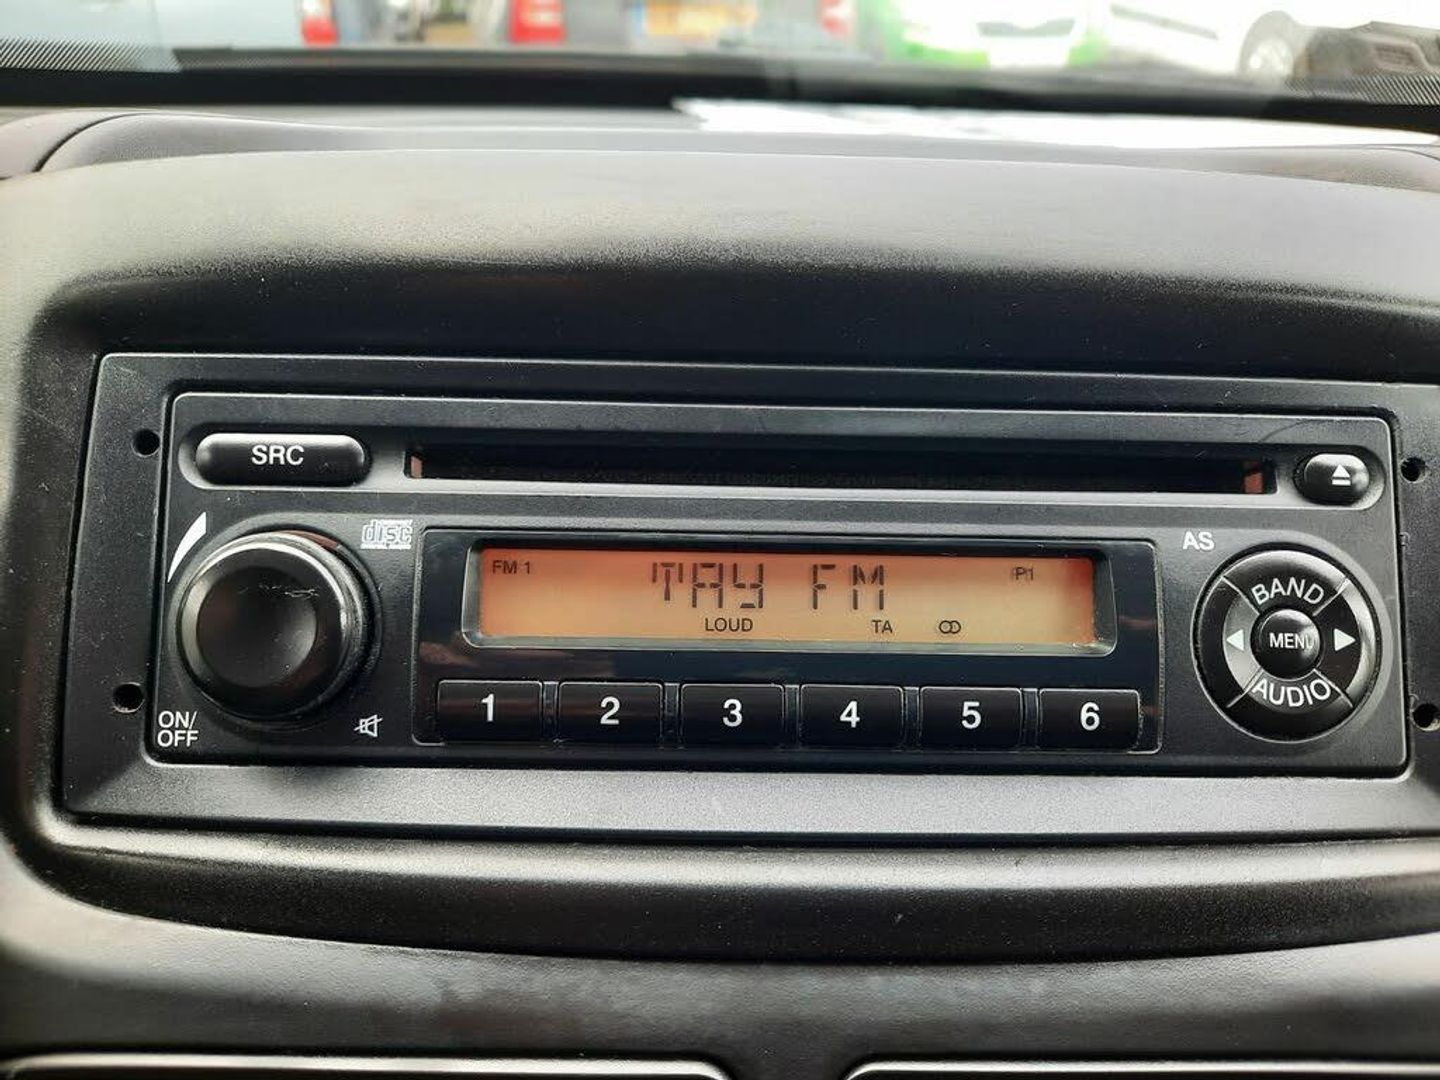 SRC
disc
AS
FM 1
TAY FM
P1
LOUD TA
BAND
MENU
AUDIO
1 2 3 4 5 6
ON/
OFF